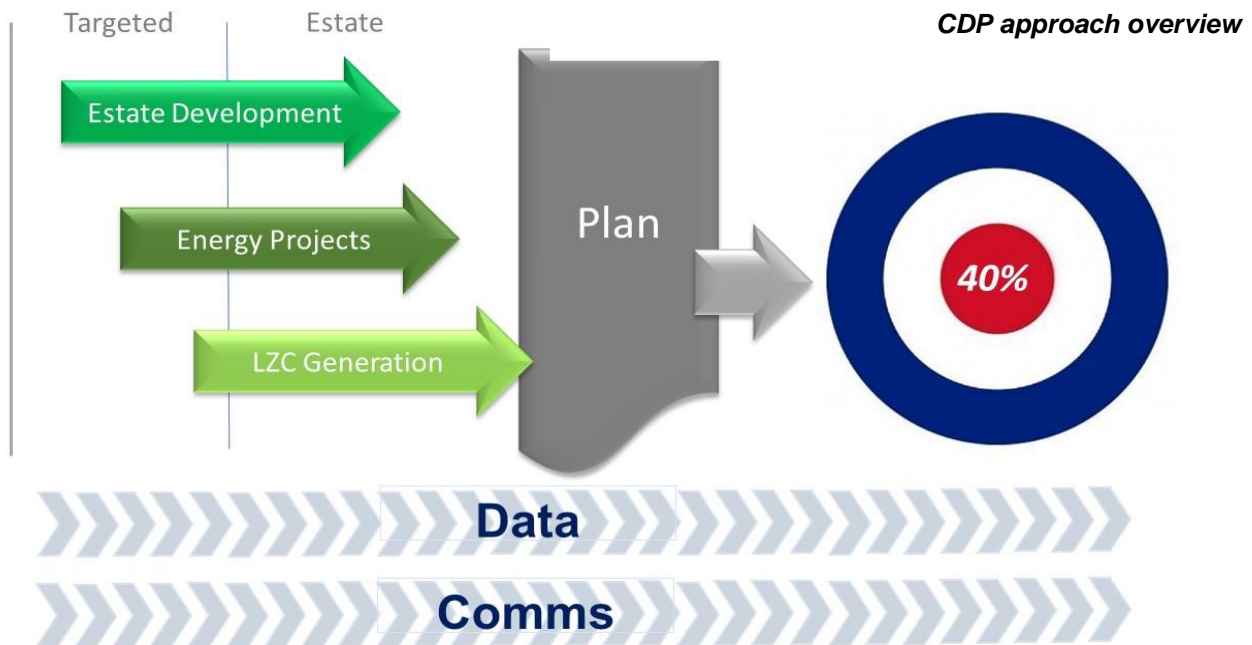 Targeted Estate
CDP approach overview
Estate Development
Energy Projects
LZC Generation
Plan
40%
Data
Comms